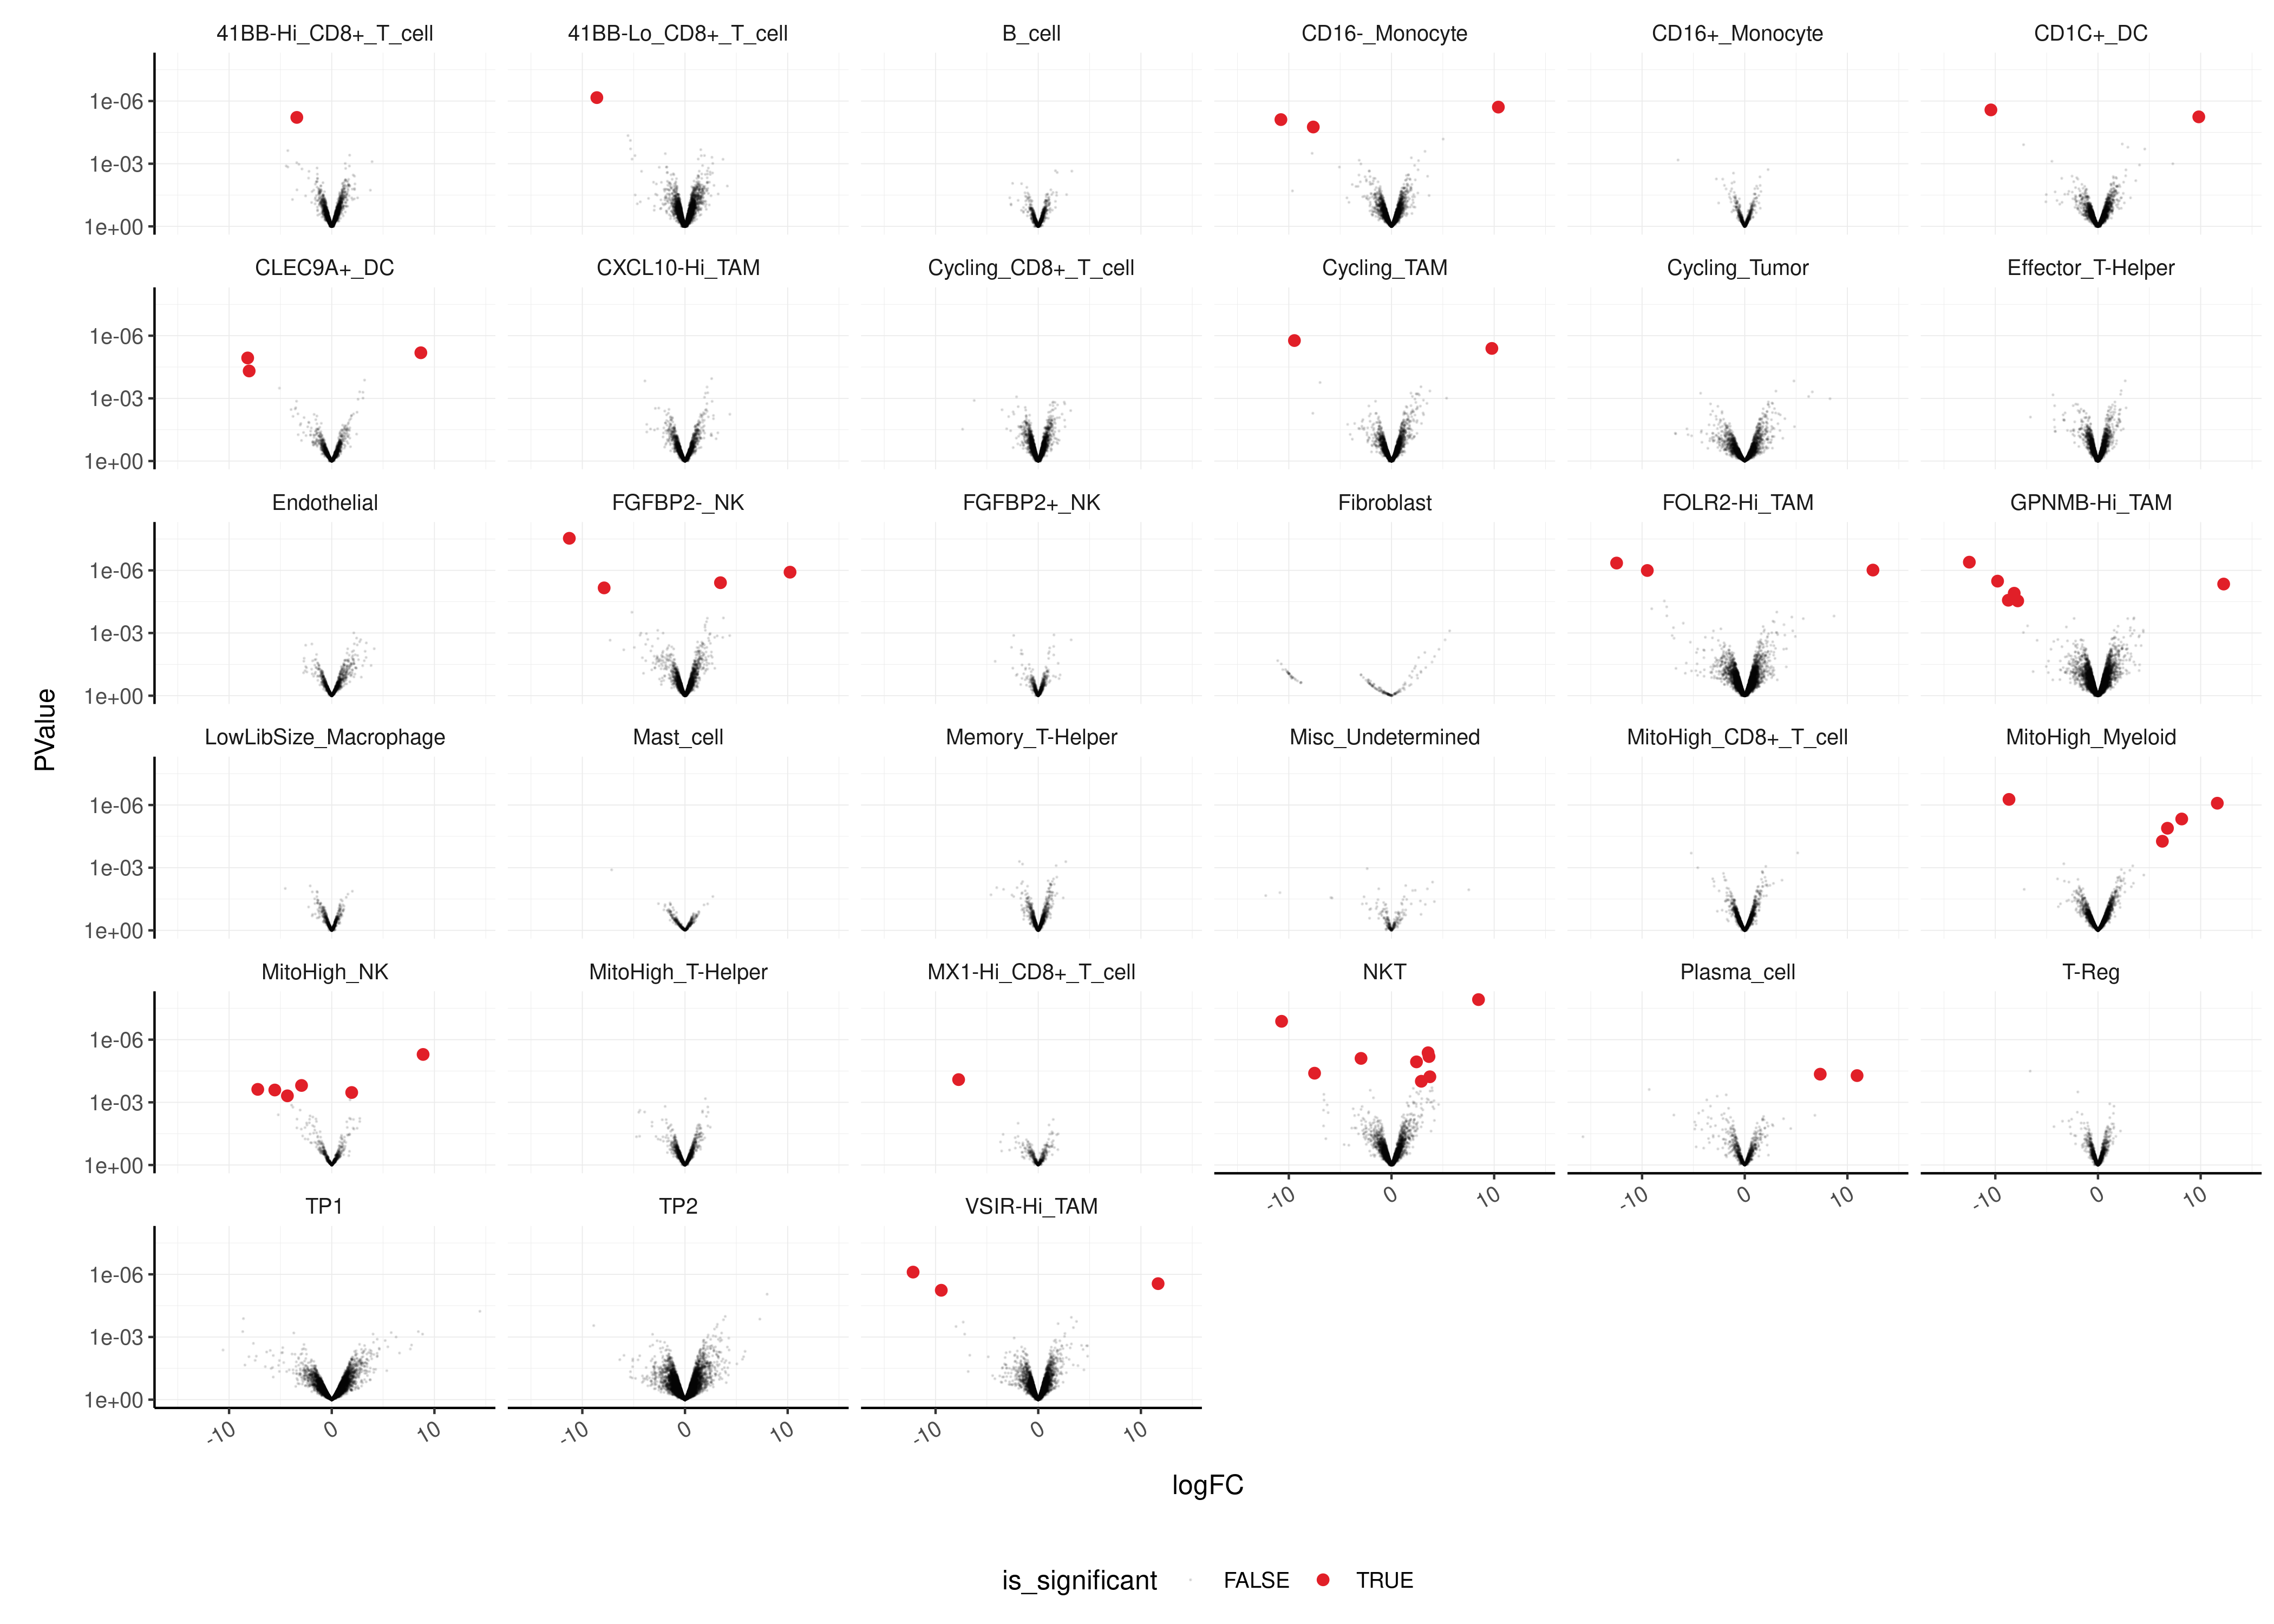 41BB-Hi_CD8+_T_cell 41BB-Lo_CD8+_T_cell B_cell CD16-_Monocyte CD16+_Monocyte CD1C+_DC
1e-06
1e-03
1e+00
CLEC9A+_DC CXCL10-Hi_TAM Cycling_CD8+_T_cell Cycling_TAM Cycling_Tumor Effector_T-Helper
1e-06
1e-03
1e+00
Endothelial FGFBP2-_NK FGFBP2+_NK Fibroblast FOLR2-Hi_TAM GPNMB-Hi_TAM
1e-06
1e-03
1e+00
PValue
LowLibSize_Macrophage Mast_cell Memory_T-Helper Misc_Undetermined MitoHigh_CD8+_T_cell MitoHigh_Myeloid
1e-06
1e-03
1e+00
MitoHigh_NK MitoHigh_T-Helper MX1-Hi_CD8+_T_cell NKT Plasma_cell T-Reg
1e-06
1e-03
1e+00
-10 0 10 -10 0 10 -10 0 10
TP1 TP2 VSIR-Hi_TAM
1e-06
1e-03
1e+00
-10 0 10 -10 0 10 -10 0 10
logFC
is_significant FALSE TRUE